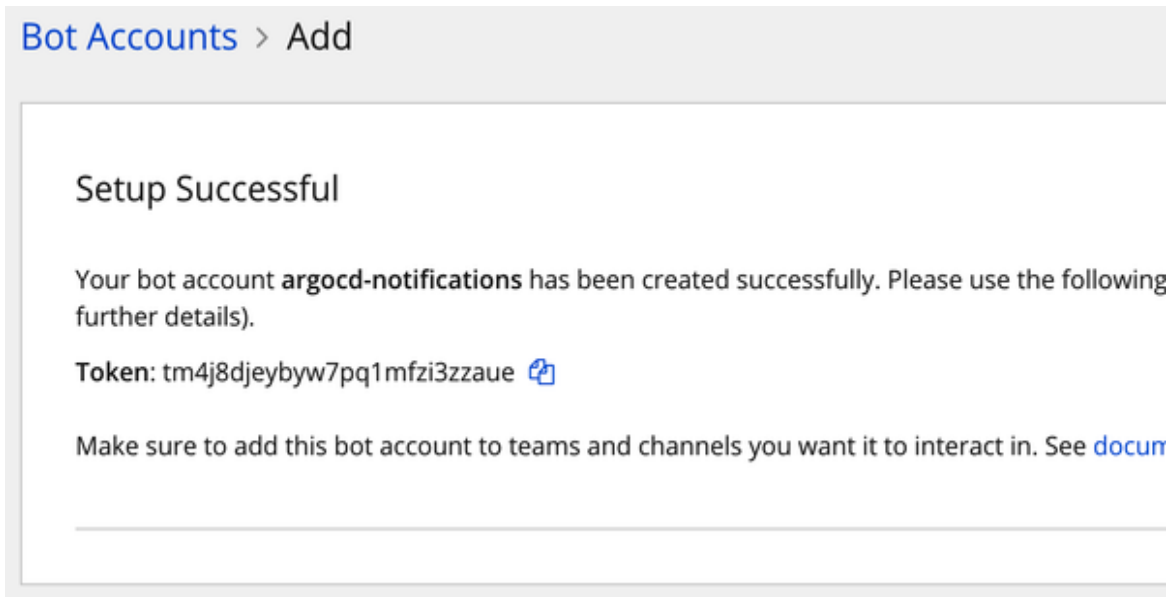 Bot Accounts > Add
Setup Successful
Your bot account argocd-notifications has been created successfully. Please use the following
further details).
Token: tm4j8djeybyw7pq1mfzi3zzaue
Make sure to add this bot account to teams and channels you want it to interact in. See